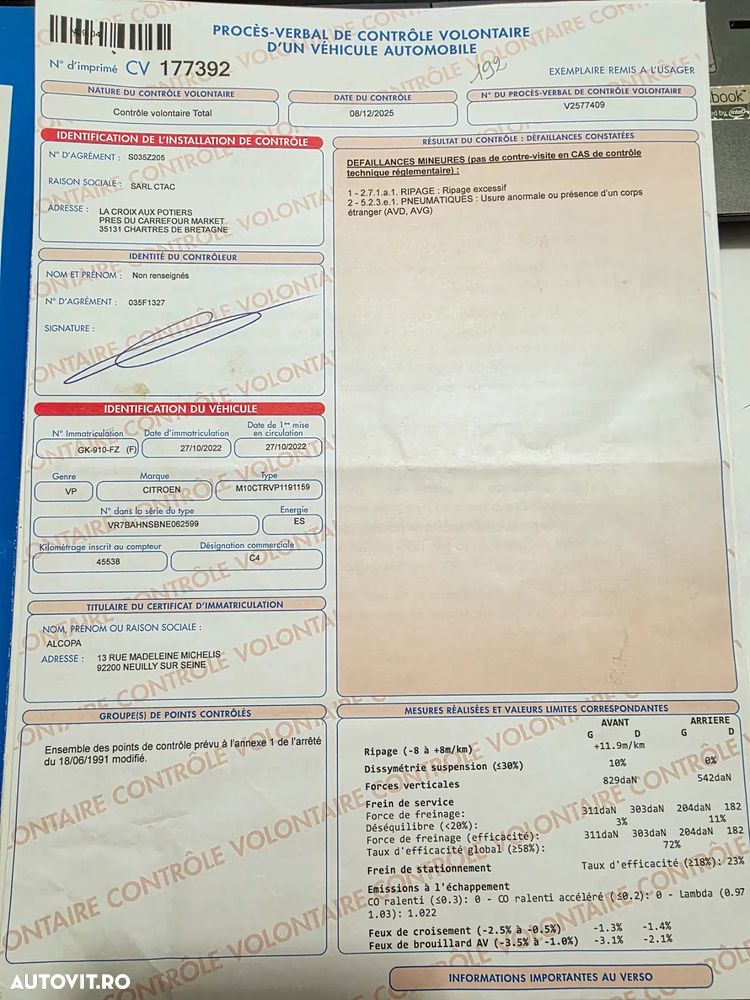 PROCÈS-VERBAL DE CONTRÔLE VOLONTAIRE
D'UN VÉHICULE AUTOMOBILE
N° d'imprimé CV 177392
192
EXEMPLAIRE REMIS A L'USAGER
NATURE DU CONTRÔLE VOLONTAIRE
Contrôle volontaire Total
DATE DU CONTRÔLE
08/12/2025
N° DU PROCÈS-VERBAL DE CONTRÔLE VOLONTAIRE
V2577409
IDENTIFICATION DE L'INSTALLATION DE CONTRÔLE
N° D'AGRÉMENT : S035Z205
RAISON SOCIALE : SARL CTAC
ADRESSE : LA CROIX AUX POTIERS
PRES DU CARREFOUR MARKET
35131 CHARTRES DE BRETAGNE
IDENTITÉ DU CONTRÔLEUR
NOM ET PRÉNOM : Non renseignés
N° D'AGRÉMENT : 035F1327
SIGNATURE :
RÉSULTAT DU CONTRÔLE : DÉFAILLANCES CONSTATÉES
DEFAILLANCES MINEURES (pas de contre-visite en CAS de contrôle
technique réglementaire) :
1 - 2.7.1.a.1. RIPAGE : Ripage excessif
2 - 5.2.3.e.1. PNEUMATIQUES : Usure anormale ou présence d'un corps
étranger (AVD, AVG)
IDENTIFICATION DU VÉHICULE
N° Immatriculation Date d'immatriculation Date de 1ère mise
en circulation
GK-910-FZ (F) 27/10/2022 27/10/2022
Genre Marque Type
VP CITROEN M10CTRVP1191159
N° dans la série du type Energie
VR7BAHNSBNE062599 ES
Kilométrage inscrit au compteur Désignation commerciale
45538 C4
TITULAIRE DU CERTIFICAT D'IMMATRICULATION
NOM, PRÉNOM OU RAISON SOCIALE :
ALCOPA
ADRESSE : 13 RUE MADELEINE MICHELIS
92200 NEUILLY SUR SEINE
GROUPE(S) DE POINTS CONTRÔLÉS
Ensemble des points de contrôle prévu à l'annexe 1 de l'arrêté
du 18/06/1991 modifié.
MESURES RÉALISÉES ET VALEURS LIMITES CORRESPONDANTES
AVANT ARRIERE
G D G D
Ripage (-8 à +8m/km) +11.9m/km
Dissymétrie suspension (≤30%) 10% 0%
Forces verticales 829daN 542daN
Frein de service
Force de freinage: 311daN 303daN 204daN 182
Déséquilibre (<20%): 3% 11%
Force de freinage (efficacité): 311daN 303daN 204daN 182
Taux d'efficacité global (≥58%): 72%
Frein de stationnement Taux d'efficacité (≥18%): 23%
Emissions à l'échappement
CO ralenti (≤0.3): 0 - CO ralenti accéléré (≤0.2): 0 - Lambda (0.97
1.03): 1.022
Feux de croisement (-2.5% à -0.5%) -1.3% -1.4%
Feux de brouillard AV (-3.5% à -1.0%) -3.1% -2.1%
INFORMATIONS IMPORTANTES AU VERSO
AUTOVIT.RO